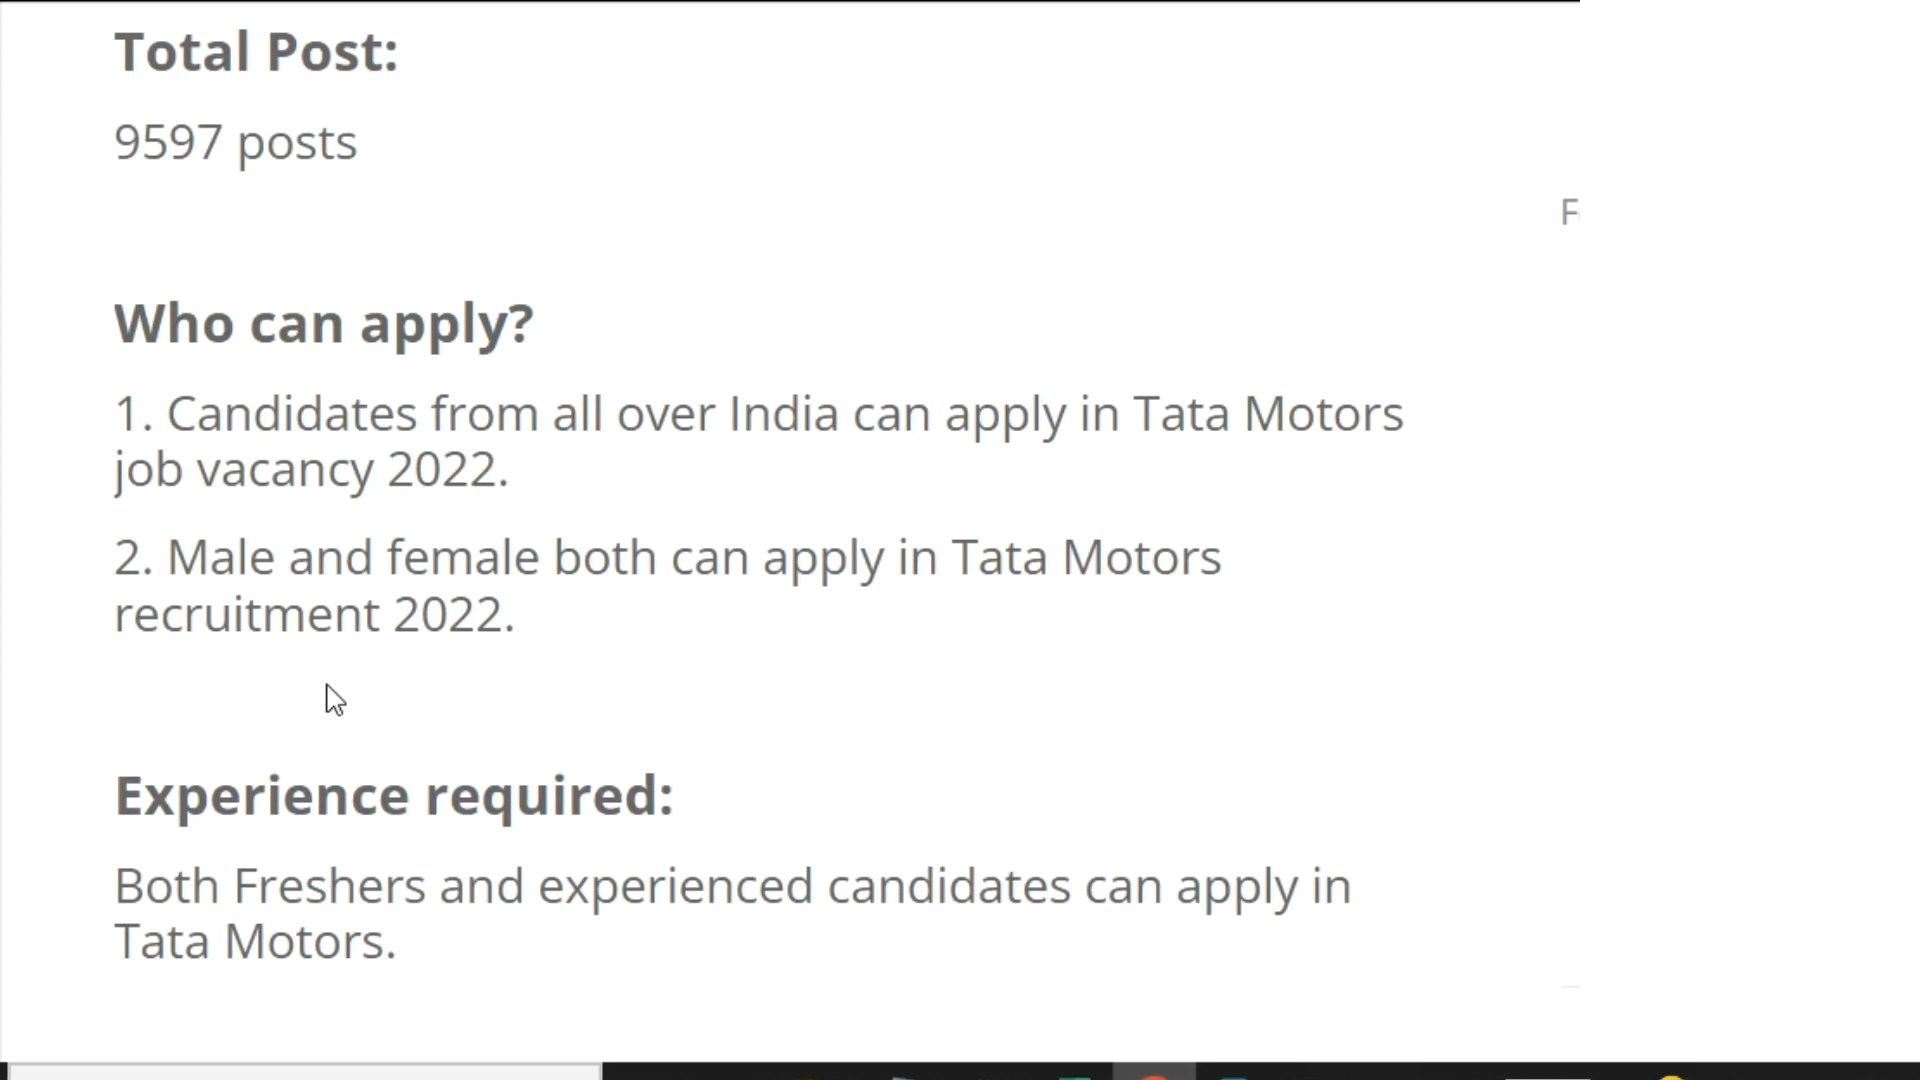 Total Post:
9597 posts
F
Who can apply?
1. Candidates from all over India can apply in Tata Motors
job vacancy 2022.
2. Male and female both can apply in Tata Motors
recruitment 2022.
Experience required:
Both Freshers and experienced candidates can apply in
Tata Motors.